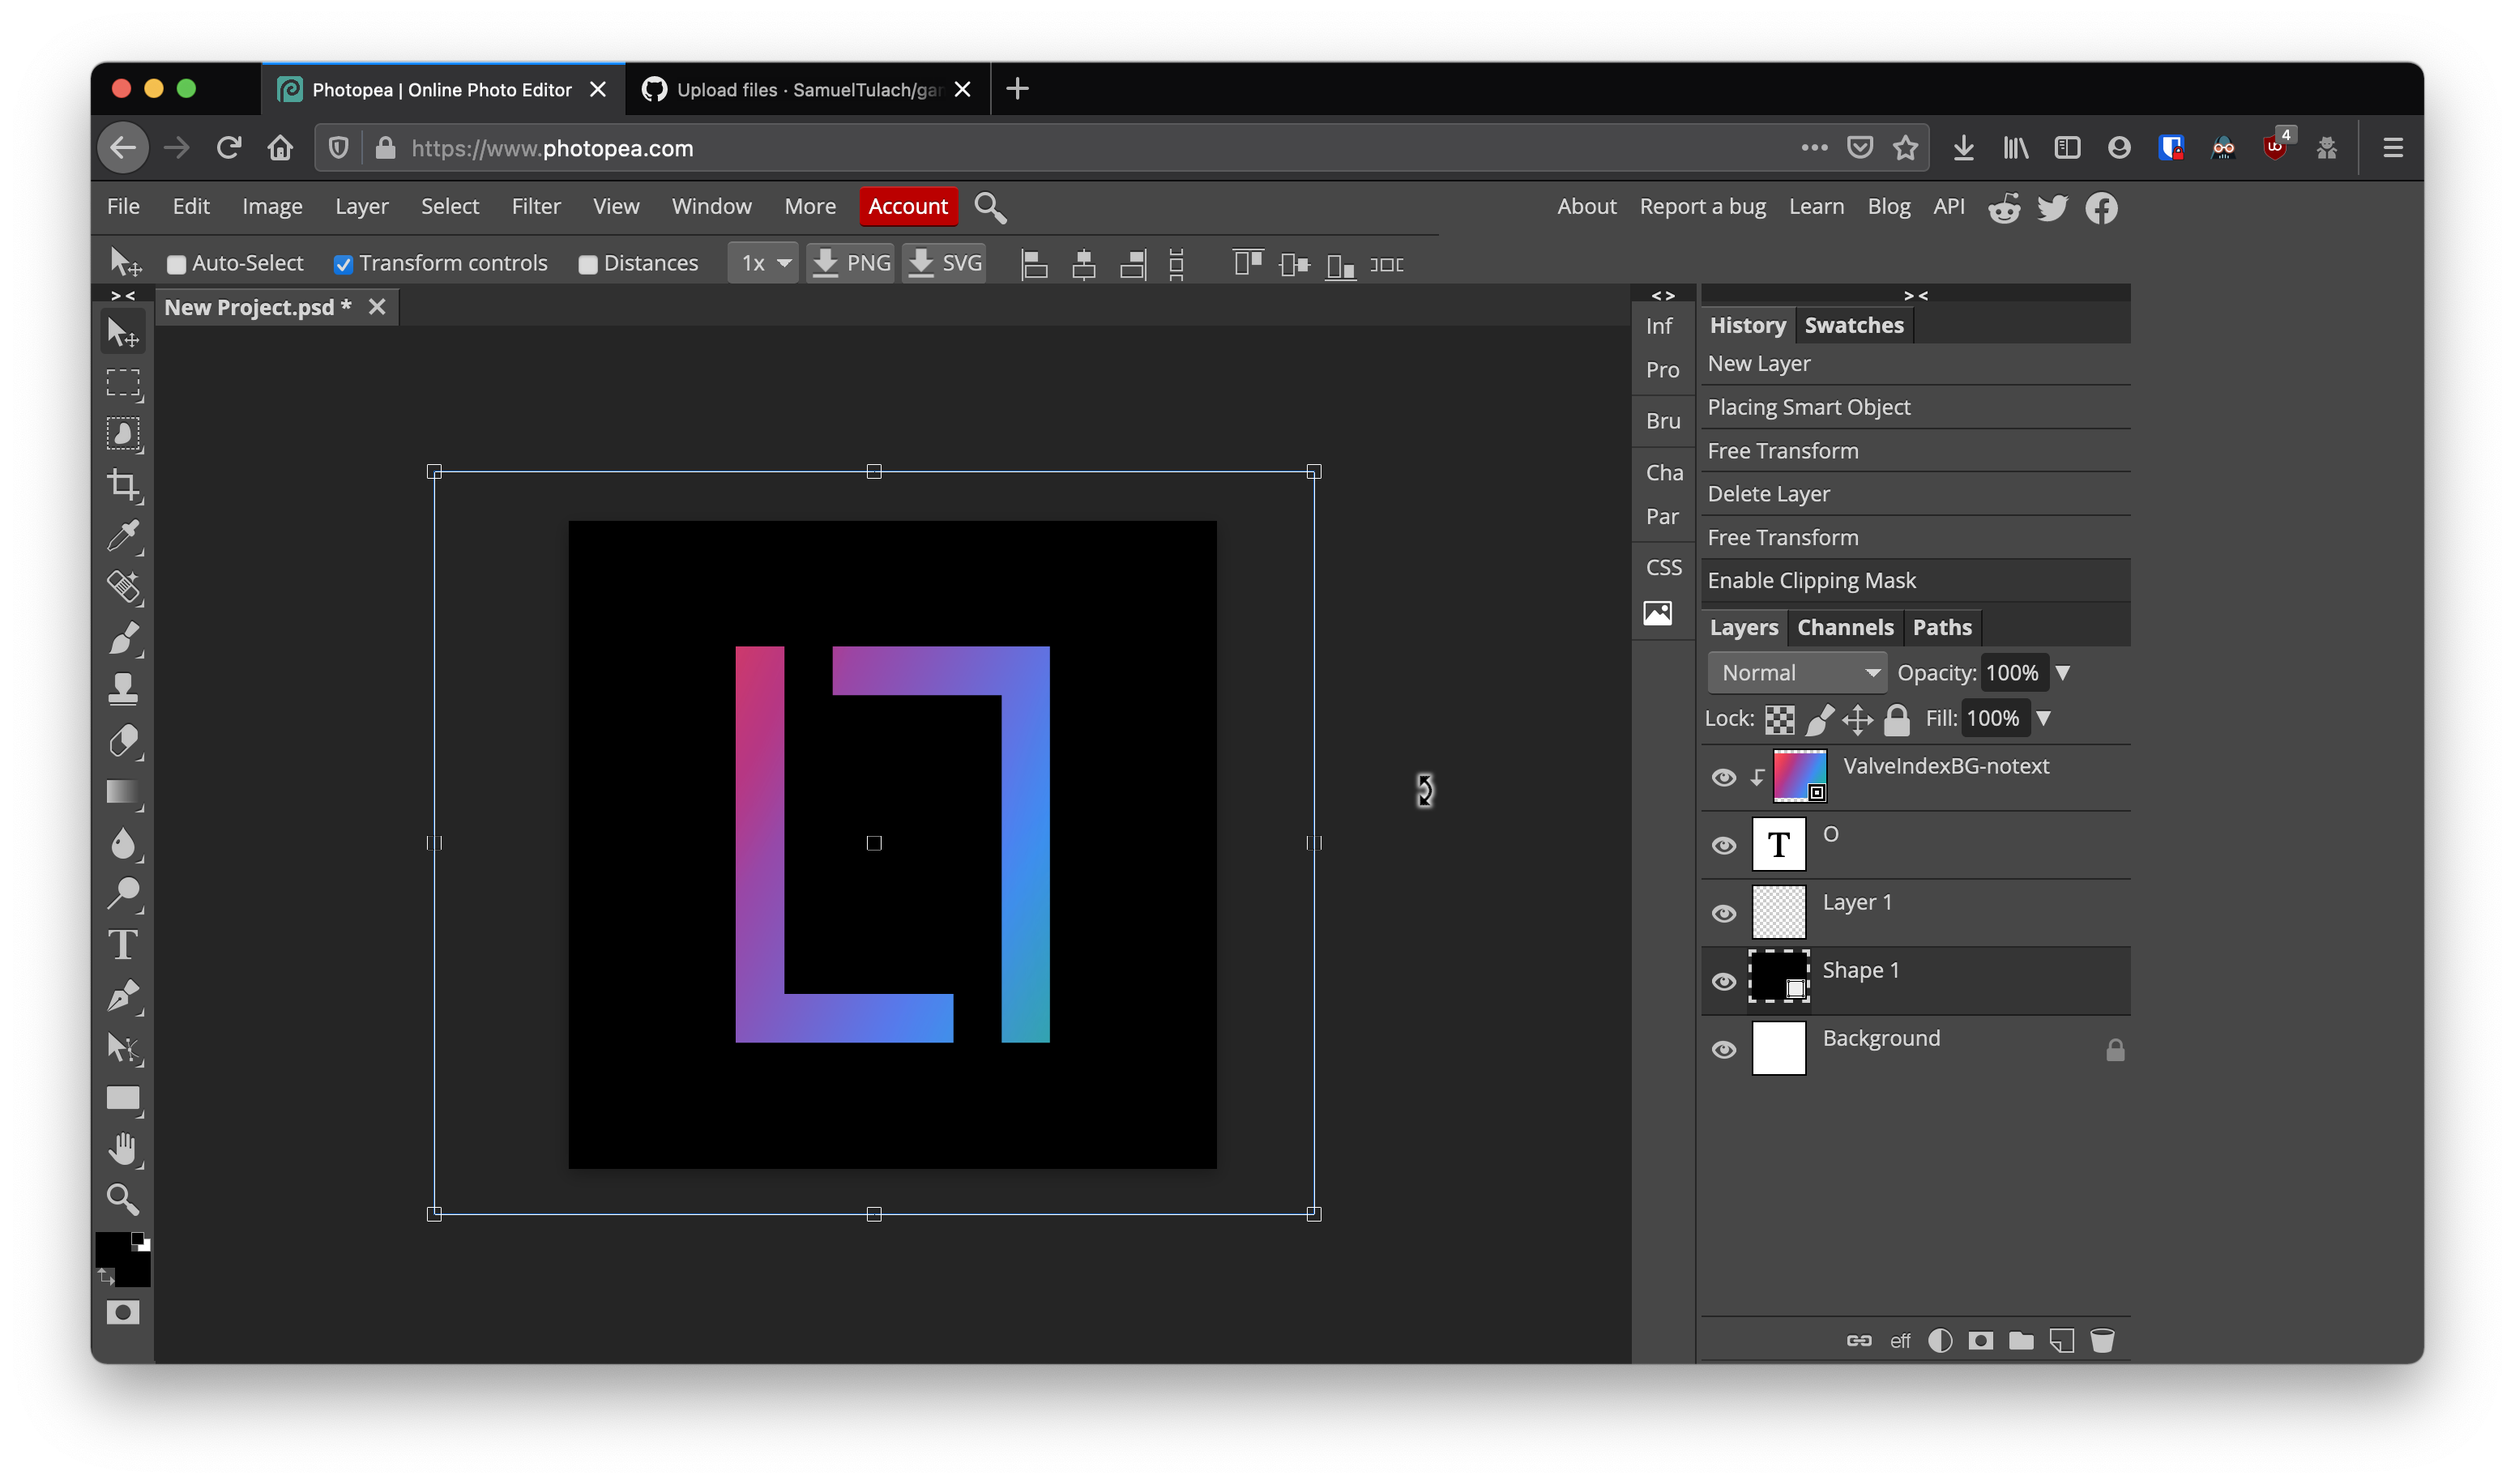 Photopea | Online Photo Editor
Upload files · SamuelTulach/gar
https://www.photopea.com
4
File Edit Image Layer Select Filter View Window More Account
About Report a bug Learn Blog API
Auto-Select Transform controls Distances 1x PNG SVG
New Project.psd *
Inf
Pro
Bru
Cha
Par
CSS
History Swatches
New Layer
Placing Smart Object
Free Transform
Delete Layer
Free Transform
Enable Clipping Mask
Layers Channels Paths
Normal Opacity: 100%
Lock: Fill: 100%
ValveIndexBG-notext
T O
Layer 1
Shape 1
Background
T
eff